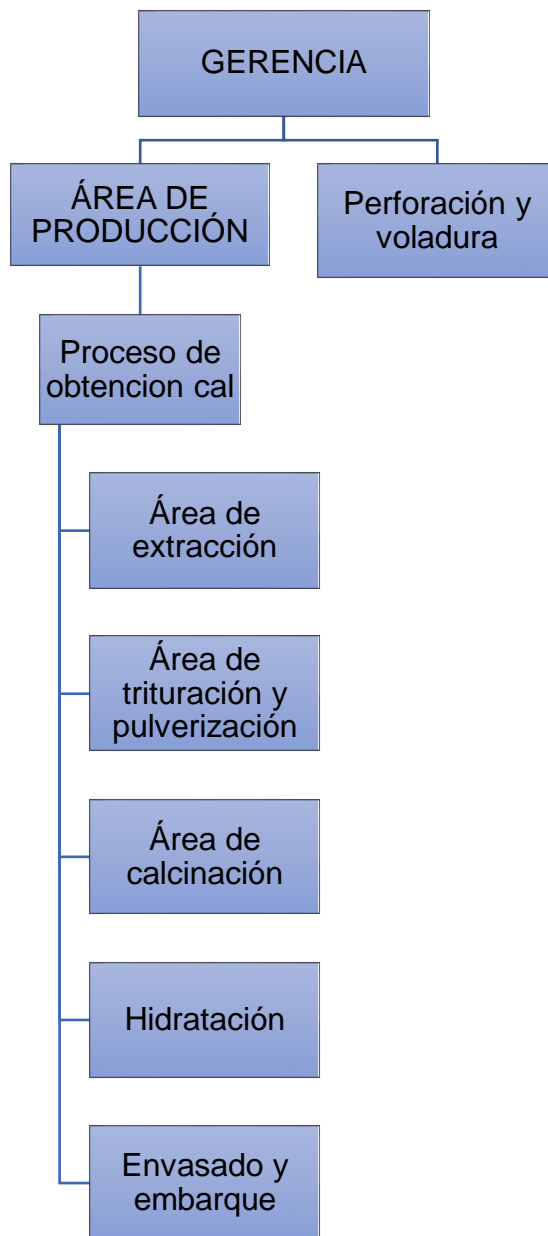 GERENCIA
ÁREA DE
PRODUCCIÓN
Perforación y
voladura
Proceso de
obtencion cal
Área de
extracción
Área de
trituración y
pulverización
Área de
calcinación
Hidratación
Envasado y
embarque